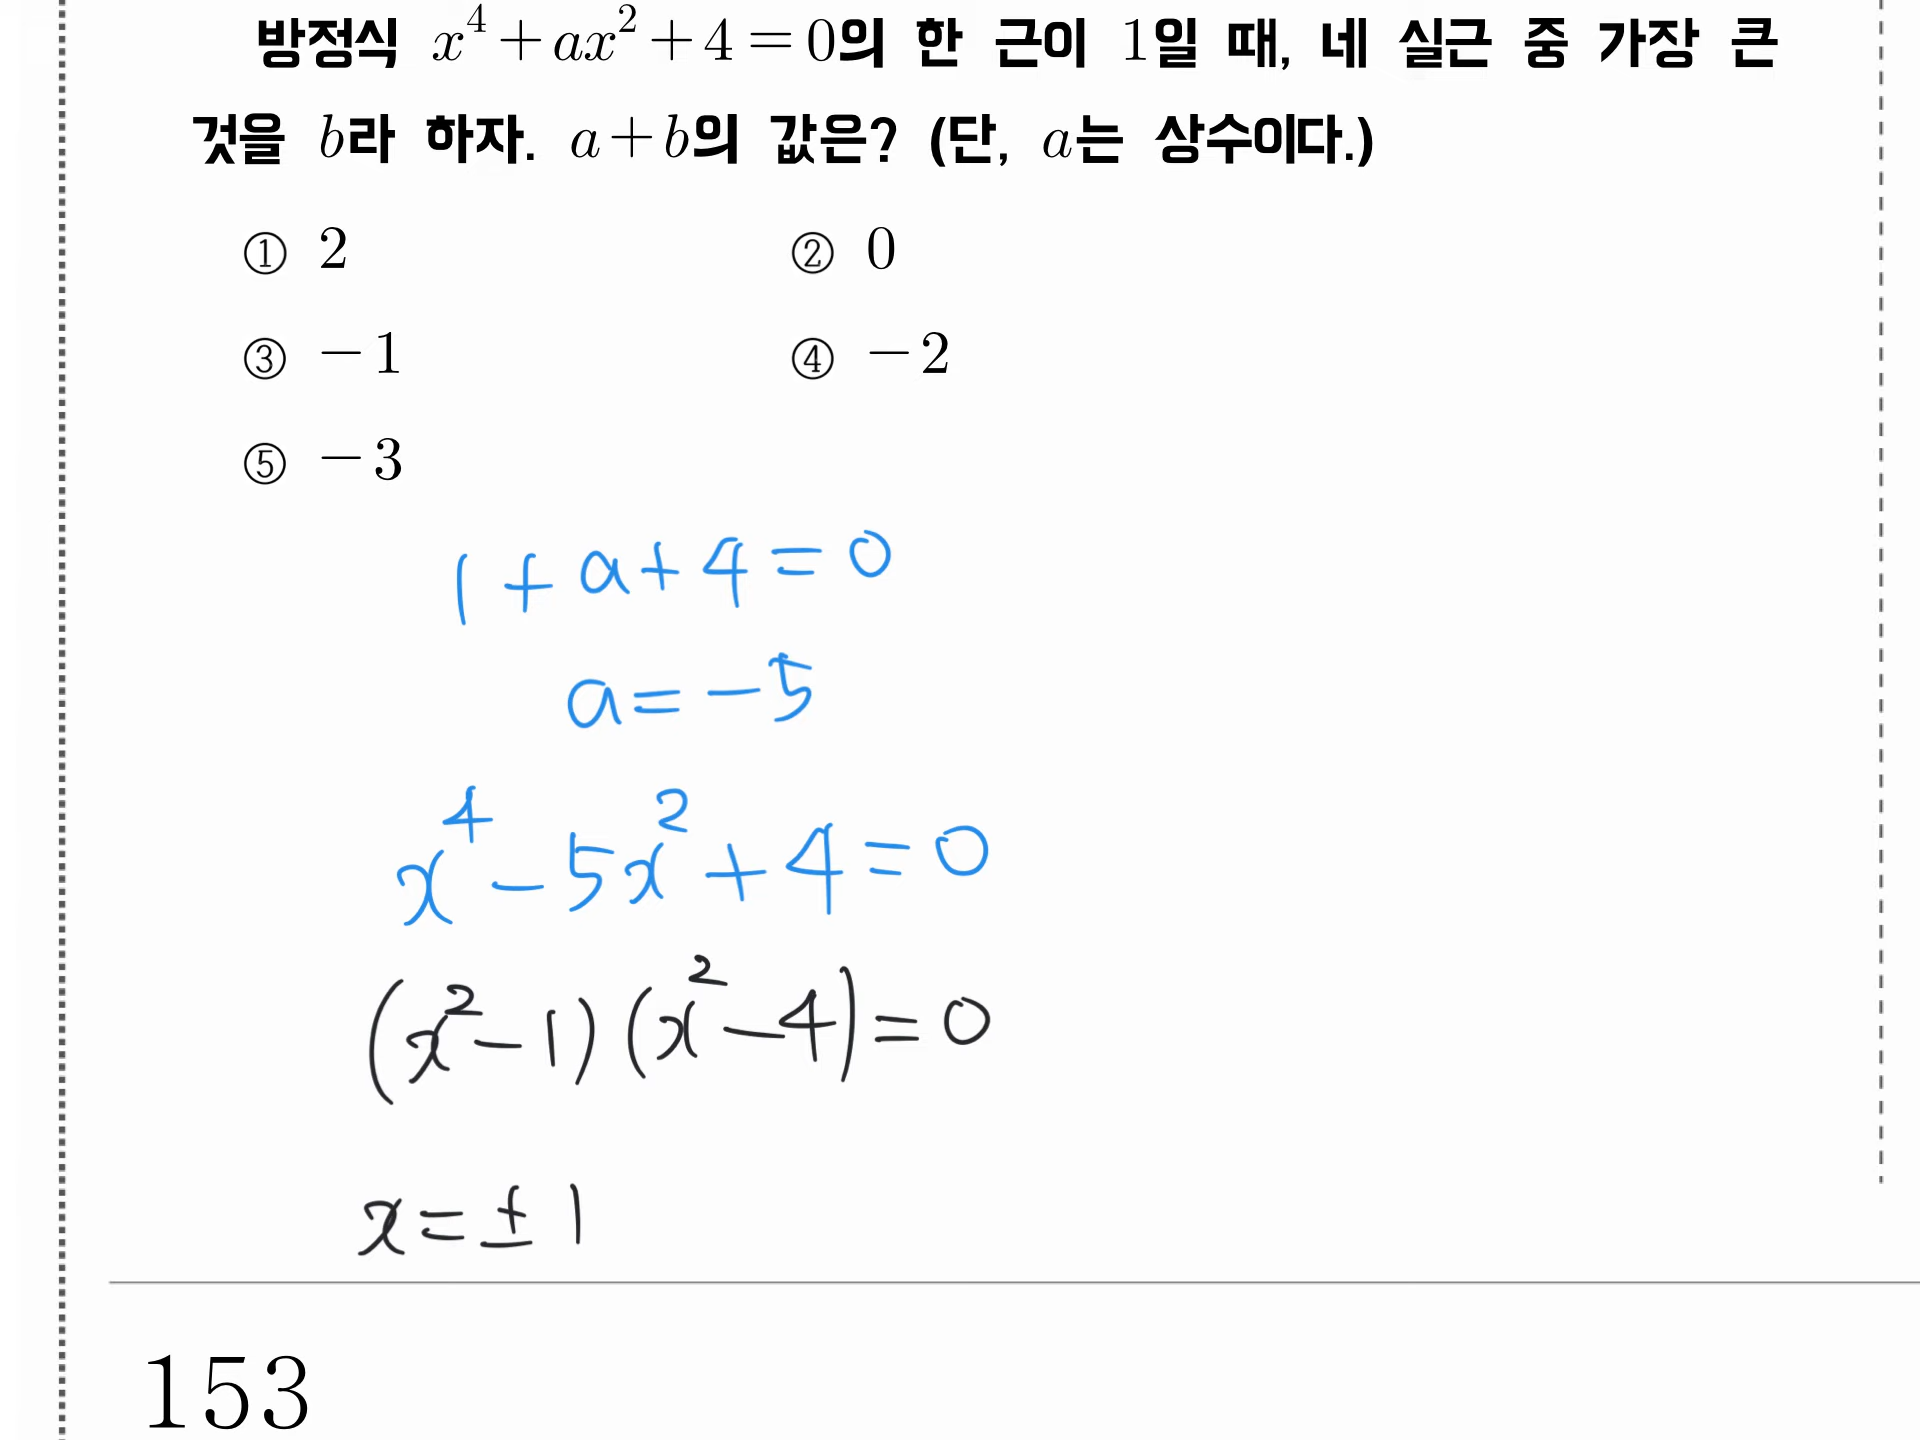 방정식 x⁴+ax²+4=0의 한 근이 1일 때, 네 실근 중 가장 큰
것을 b라 하자. a+b의 값은? (단, a는 상수이다.)
① 2 ② 0
③ −1 ④ −2
⑤ −3
1+a+4=0
a=−5
x⁴−5x²+4=0
(x²−1)(x²−4)=0
x=±1
153